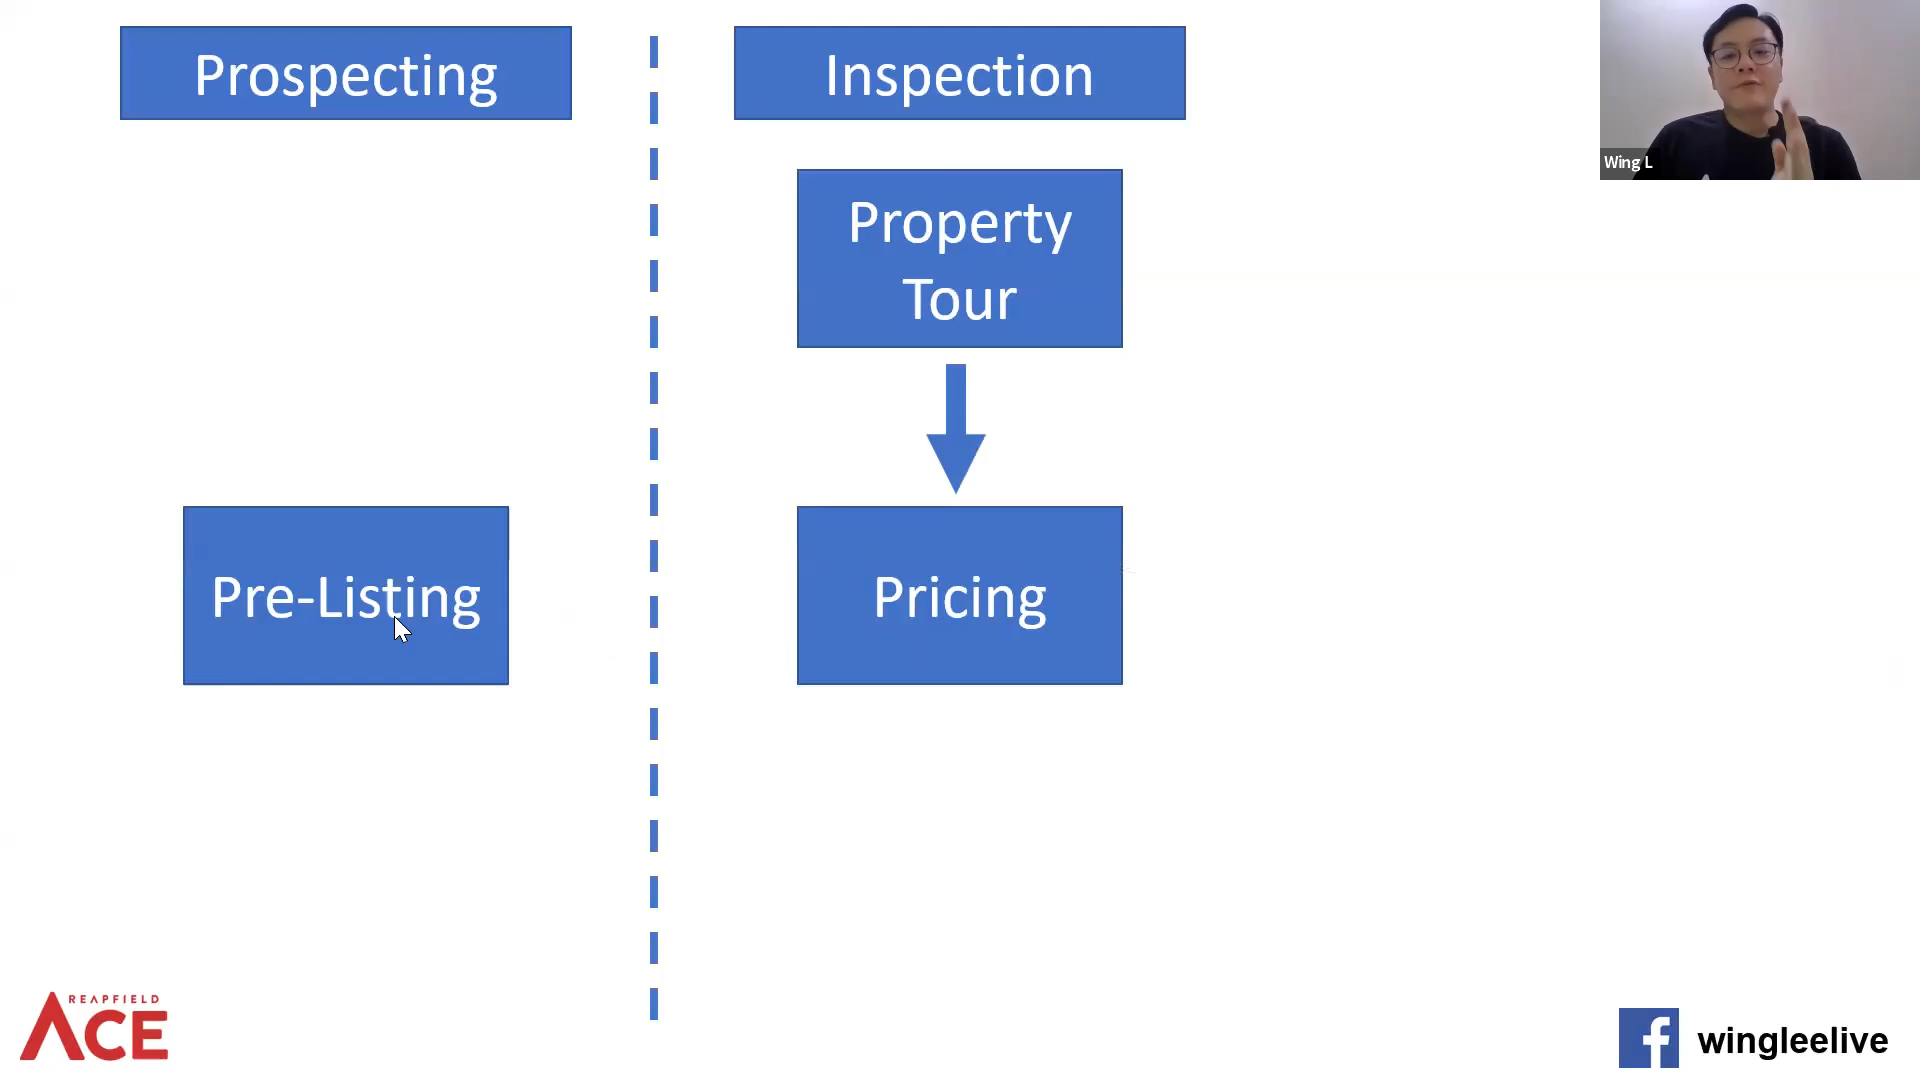 Prospecting
Inspection
Wing L
Property
Tour
Pre-Listing
Pricing
REAPFIELD
ACE
wingleelive